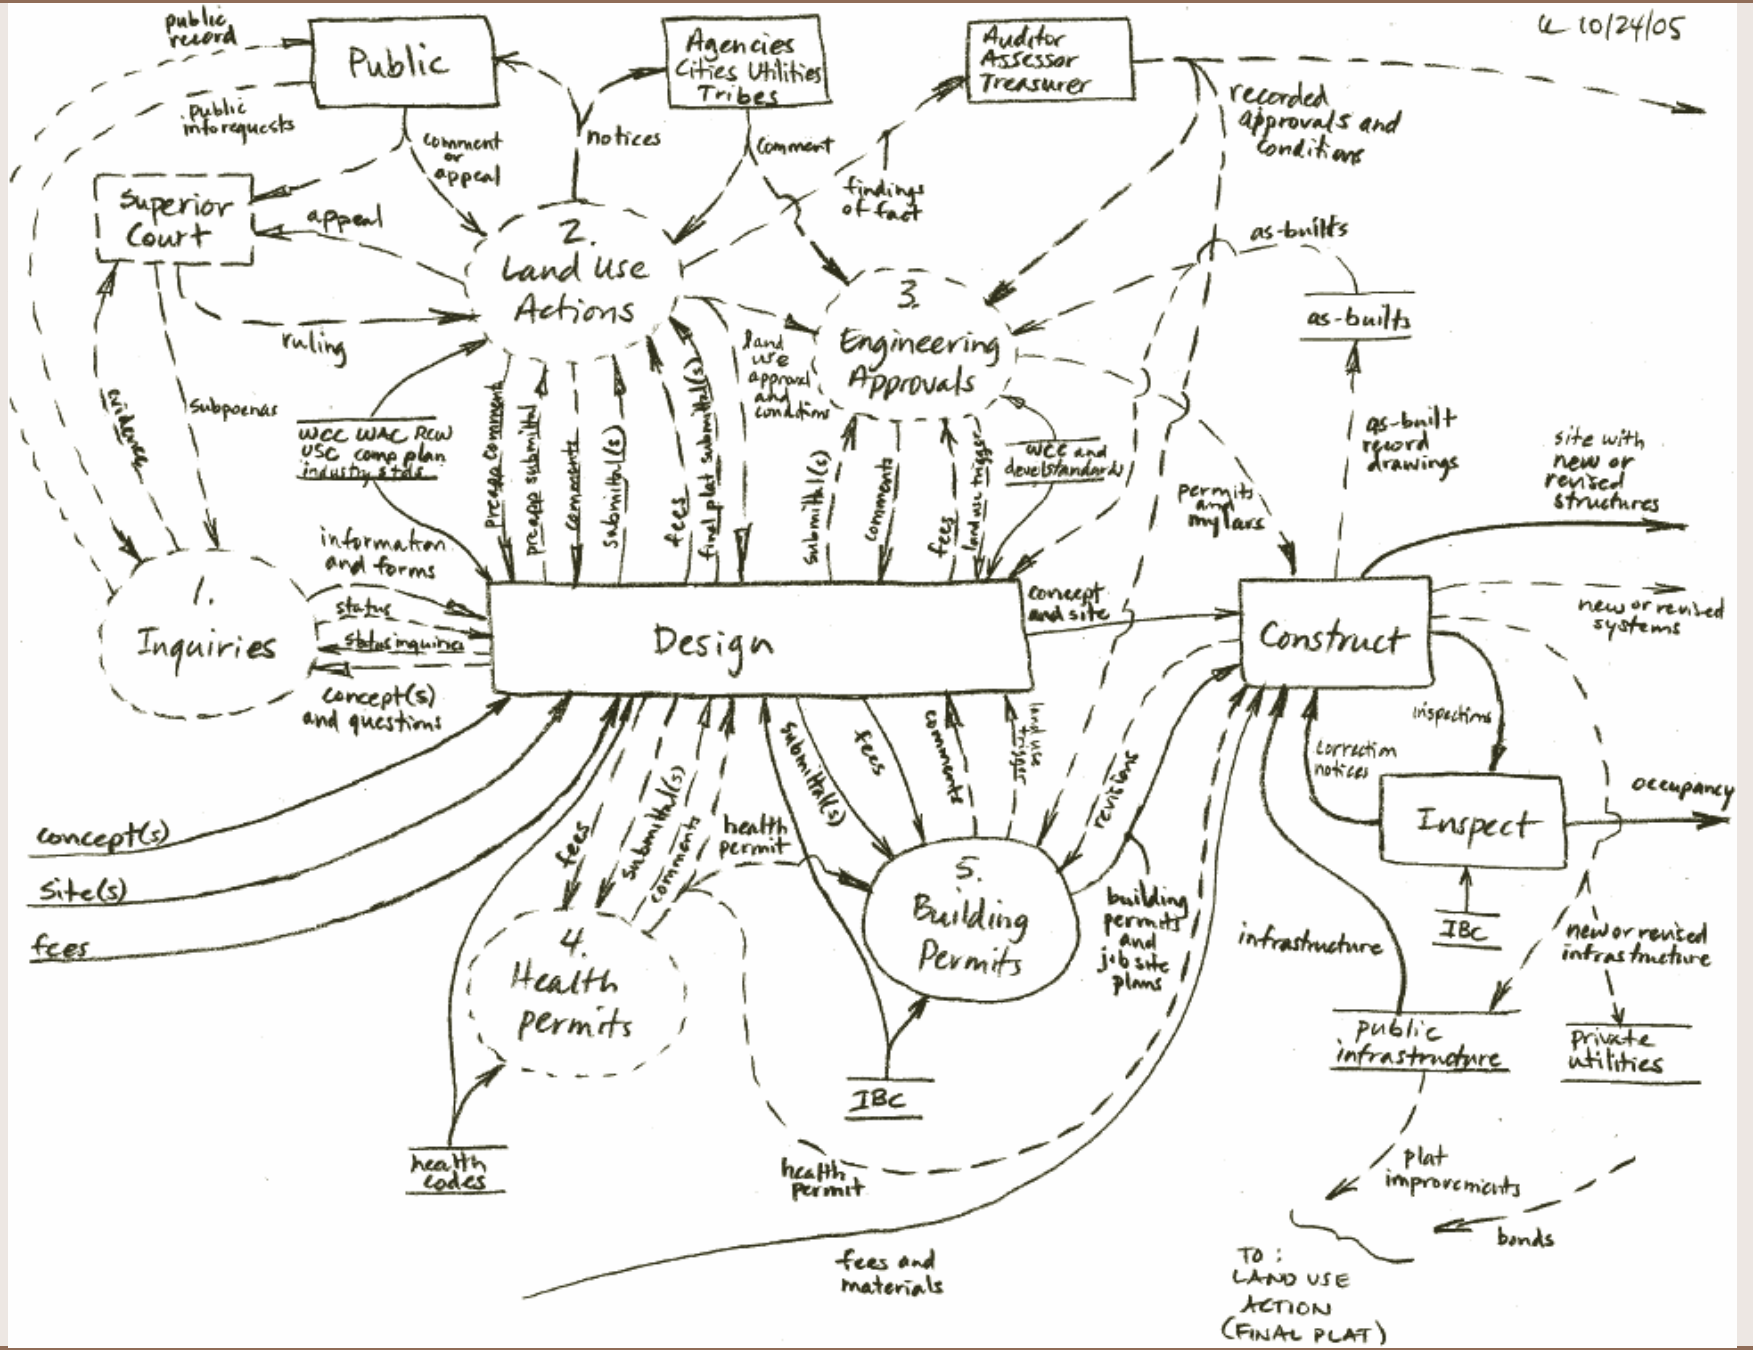 public
record
Public
Agencies
Cities Utilities
Tribes
Auditor
Assessor
Treasurer
10/24/05
public
info requests
comment
or
appeal
notices
comment
recorded
approvals and
conditions
findings
of fact
Superior
Court
appeal
2.
Land Use
Actions
as-builts
3.
Engineering
Approvals
as-builts
ruling
land
use
approval
and
conditions
evidence
subpoenas
WCC WAC RCW
USC comp plan
industry stds
preapp comment
preapp submittal
comments
submittal(s)
fees
final plat submittal(s)
submittal(s)
comments
fees
land use trigger
WCC and
devel standards
as-built
record
drawings
permits
and
mylars
site with
new or
revised
structures
information
and forms
status
status inquiries
concept(s)
and questions
1.
Inquiries
Design
concept
and site
Construct
new or revised
systems
inspections
correction
notices
Inspect
occupancy
IBC
concept(s)
site(s)
fees
fees
submittal(s)
comments
health
permit
submittal(s)
fees
comments
land use
trigger
revisions
5.
Building
Permits
building
permits
and
job site
plans
infrastructure
new or revised
infrastructure
4.
Health
permits
public
infrastructure
private
utilities
IBC
health
codes
health
permit
plat
improvements
bonds
fees and
materials
TO:
LAND USE
ACTION
(FINAL PLAT)